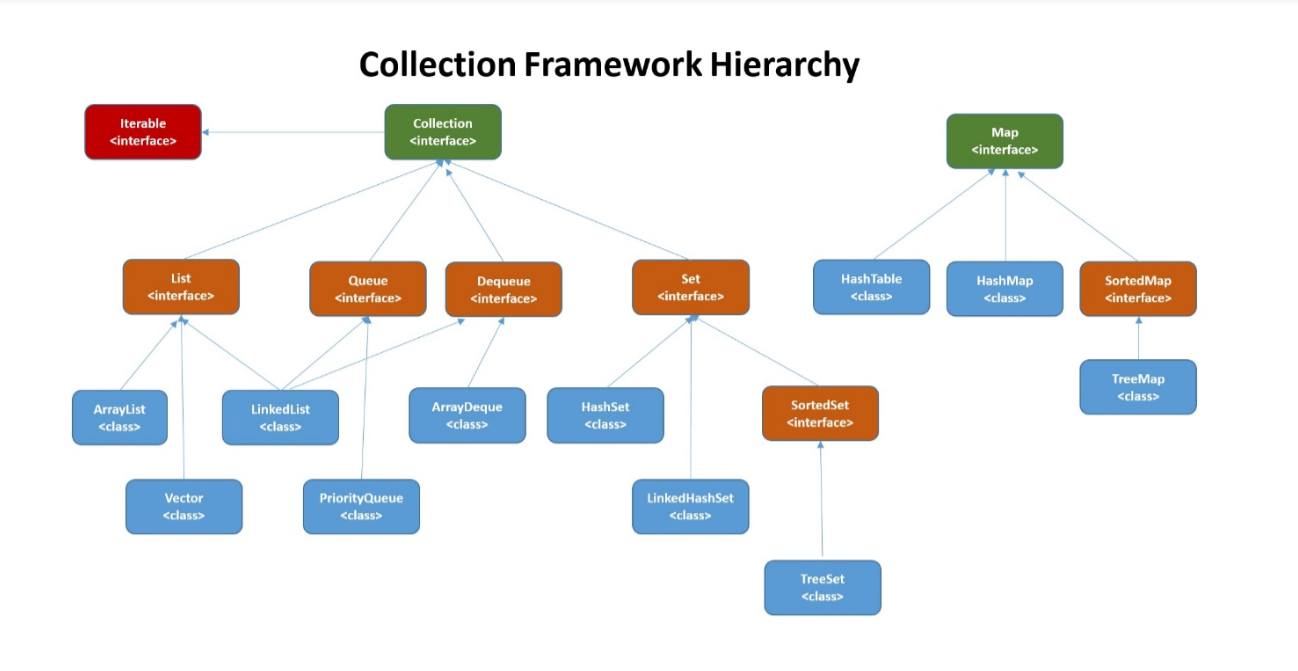 Collection Framework Hierarchy
Iterable
<interface>
Collection
<interface>
Map
<interface>
List
<interface>
Queue
<interface>
Dequeue
<interface>
Set
<interface>
HashTable
<class>
HashMap
<class>
SortedMap
<interface>
ArrayList
<class>
LinkedList
<class>
ArrayDeque
<class>
HashSet
<class>
SortedSet
<interface>
TreeMap
<class>
Vector
<class>
PriorityQueue
<class>
LinkedHashSet
<class>
TreeSet
<class>